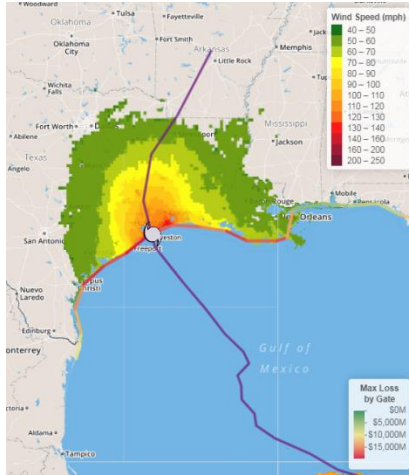 Woodward
Tulsa
Fayetteville
Oklahoma
City
Fort Smith
Arkansas
Memphis
Little Rock
Wichita
Falls
Mississippi
Fort Worth
Abilene
Jackson
Texas
Angelo
Rouge
Mobile
Pensacola
Orleans
San Antonio
Freeport
Christi
Nuevo
Laredo
Edinburg
Monterrey
Gulf of
Mexico
Aldama
Tampico
Wind Speed (mph)
40 – 50
50 – 60
60 – 70
70 – 80
80 – 90
90 – 100
100 – 110
110 – 120
120 – 130
130 – 140
140 – 160
160 – 200
200 – 250
Max Loss
by Gate
$0M
$5,000M
-$10,000M
-$15,000M